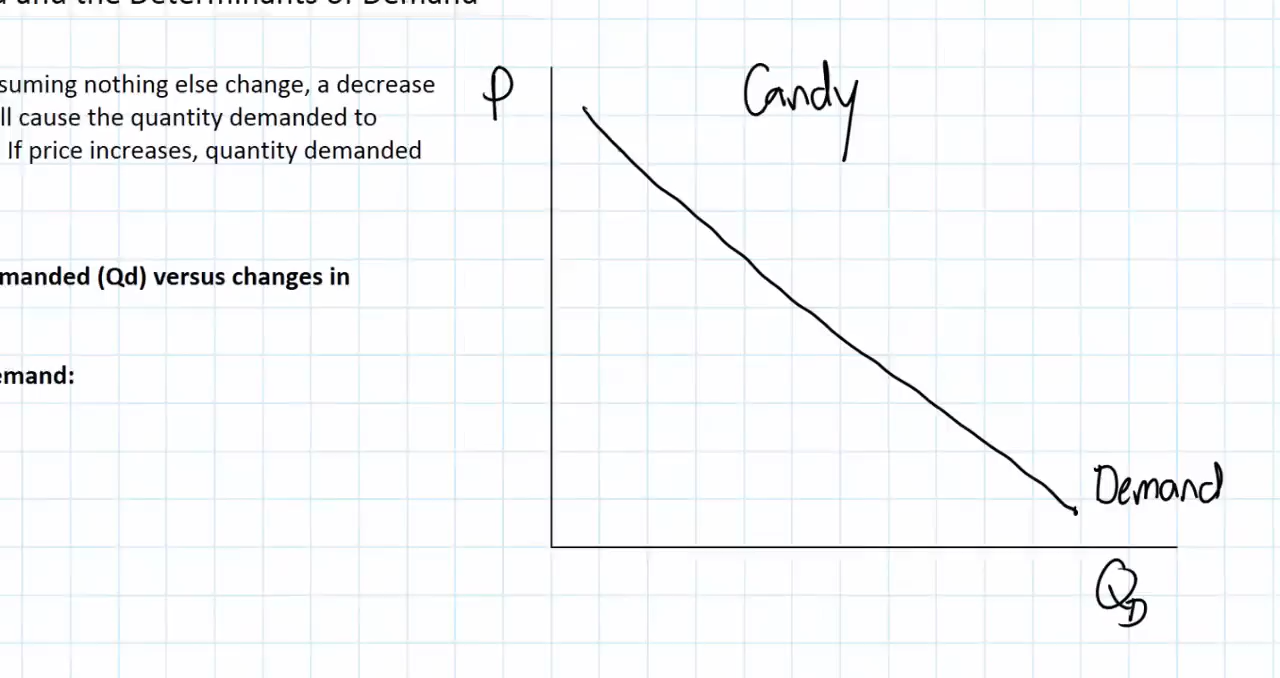 and the Determinants of Demand
suming nothing else change, a decrease
ll cause the quantity demanded to
If price increases, quantity demanded
manded (Qd) versus changes in
emand:
P
Candy
Demand
QD